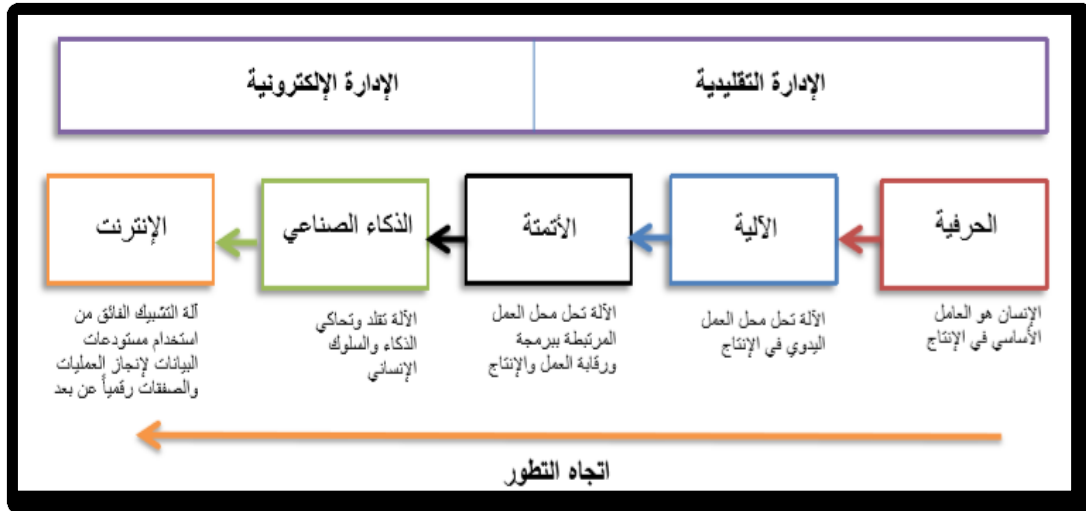 الإدارة التقليدية
الإدارة الإلكترونية
الحرفية
الآلية
الأتمتة
الذكاء الصناعي
الإنترنت
الإنسان هو العامل
الأساسي في الإنتاج
الآلة تحل محل العمل
اليدوي في الإنتاج
الآلة تحل محل العمل
المرتبطة ببرمجة
ورقابة العمل والإنتاج
الآلة تقلد وتحاكي
الذكاء والسلوك
الإنساني
آلة التشبيك الفائق من
استخدام مستودعات
البيانات لإنجاز العمليات
والصفقات رقمياً عن بعد
اتجاه التطور